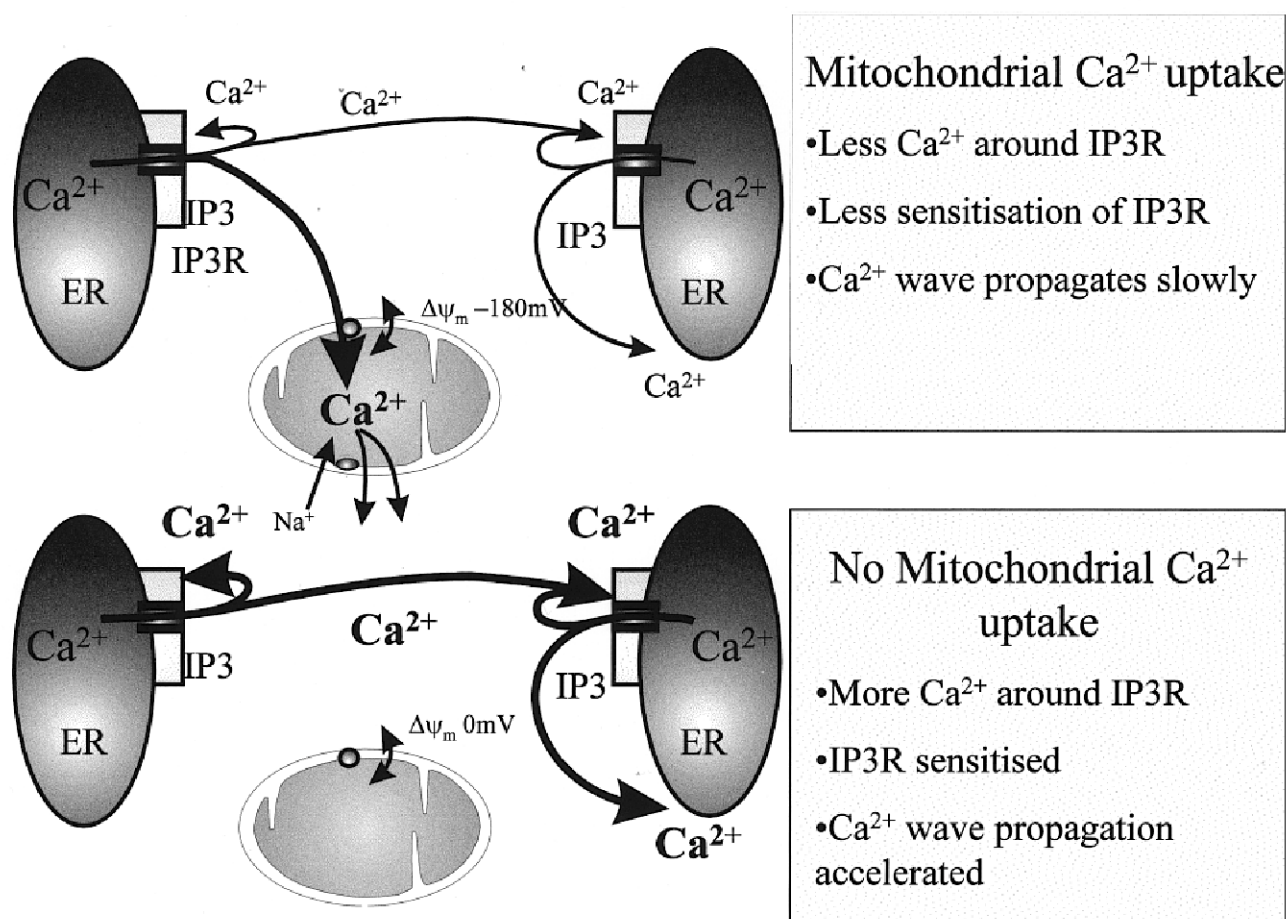 Ca²⁺
Ca²⁺
Ca²⁺
Ca²⁺
Ca²⁺
IP3
IP3R
IP3
ER
ER
Δψm −180mV
Ca²⁺
Ca²⁺
Na⁺
Mitochondrial Ca²⁺ uptake
•Less Ca²⁺ around IP3R
•Less sensitisation of IP3R
•Ca²⁺ wave propagates slowly
Ca²⁺
Ca²⁺
Ca²⁺
Ca²⁺
Ca²⁺
IP3
IP3
ER
ER
Δψm 0mV
Ca²⁺
No Mitochondrial Ca²⁺
uptake
•More Ca²⁺ around IP3R
•IP3R sensitised
•Ca²⁺ wave propagation
accelerated